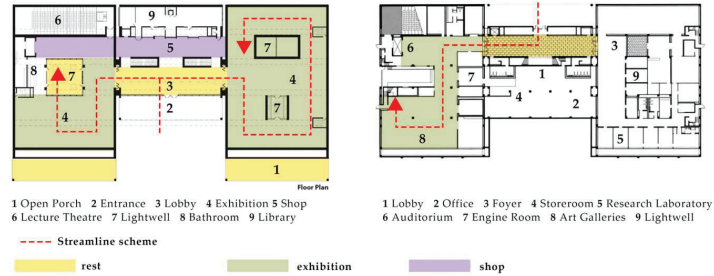 6
9
5
7
8
7
4
3
7
2
4
1
Floor Plan
1 Open Porch 2 Entrance 3 Lobby 4 Exhibition 5 Shop
6 Lecture Theatre 7 Lightwell 8 Bathroom 9 Library
6
3
1
7
9
4
2
8
5
1 Lobby 2 Office 3 Foyer 4 Storeroom 5 Research Laboratory
6 Auditorium 7 Engine Room 8 Art Galleries 9 Lightwell
Streamline scheme
rest
exhibition
shop